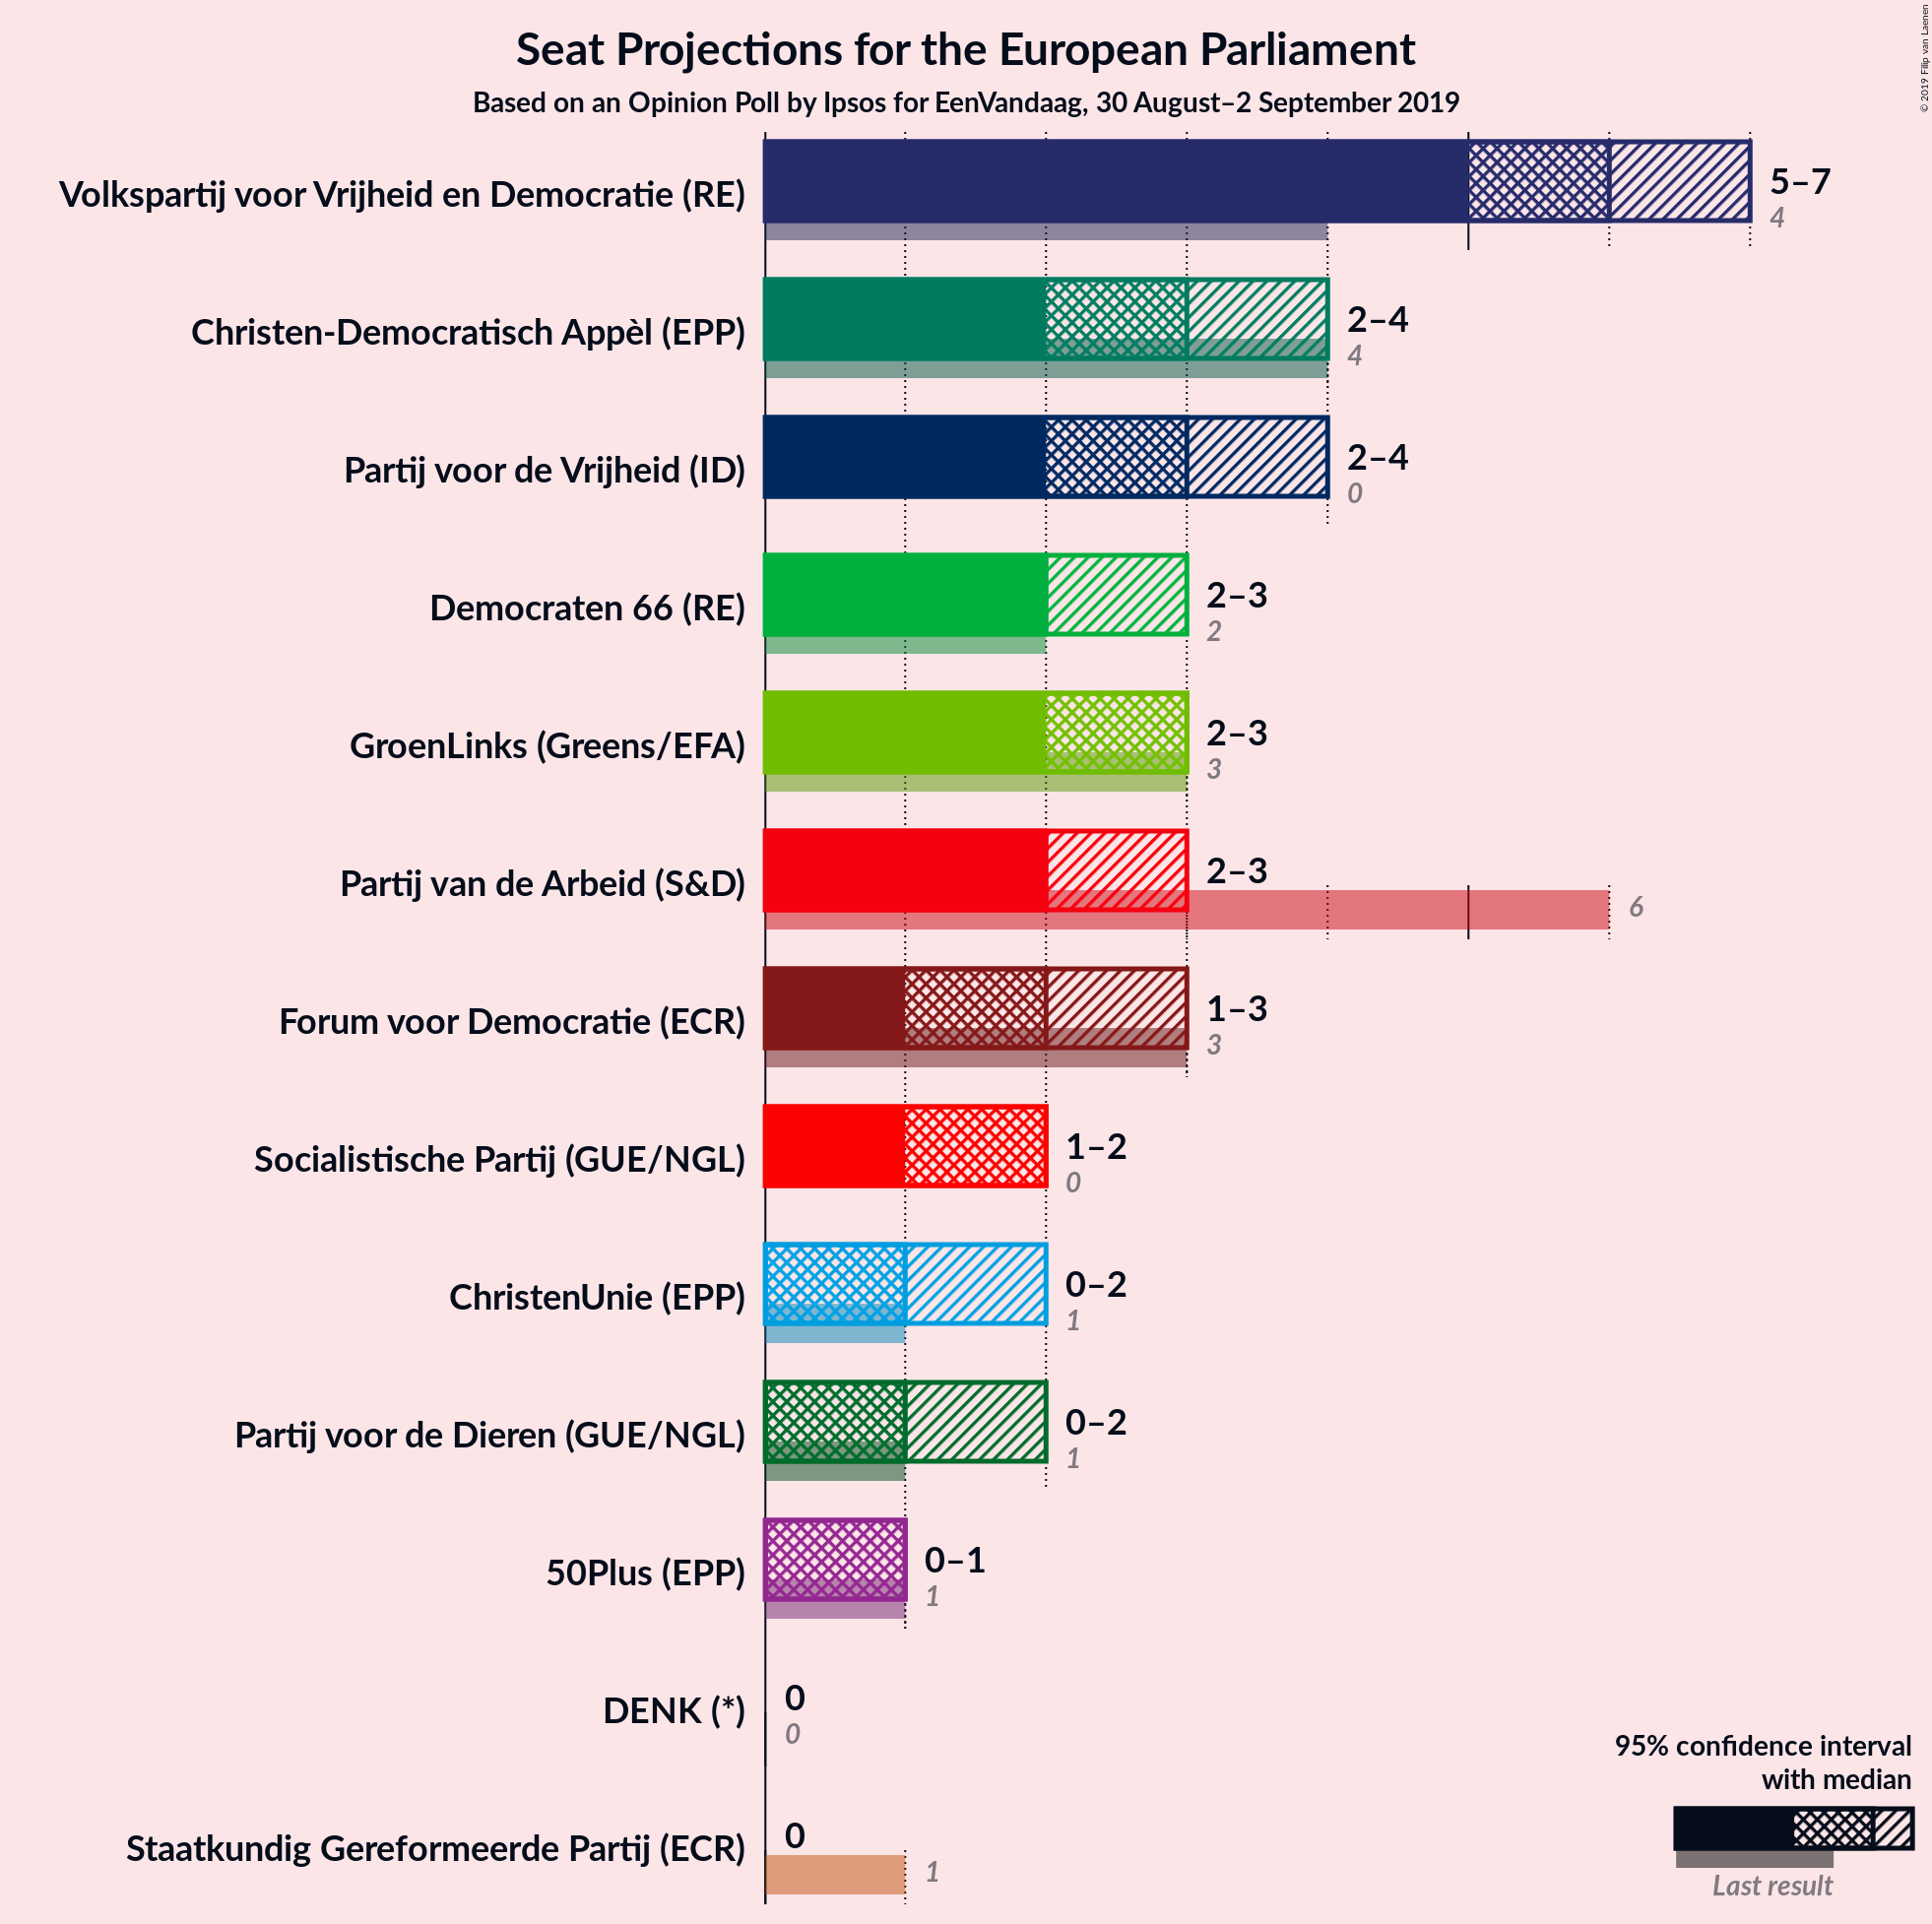 Seat Projections for the European Parliament
Based on an Opinion Poll by Ipsos for EenVandaag, 30 August–2 September 2019
© 2019 Filip van Laenen
Volkspartij voor Vrijheid en Democratie (RE)
5–7
4
Christen-Democratisch Appèl (EPP)
2–4
4
Partij voor de Vrijheid (ID)
2–4
0
Democraten 66 (RE)
2–3
2
GroenLinks (Greens/EFA)
2–3
3
Partij van de Arbeid (S&D)
2–3
6
Forum voor Democratie (ECR)
1–3
3
Socialistische Partij (GUE/NGL)
1–2
0
ChristenUnie (EPP)
0–2
1
Partij voor de Dieren (GUE/NGL)
0–2
1
50Plus (EPP)
0–1
1
DENK (*)
0
0
Staatkundig Gereformeerde Partij (ECR)
0
1
95% confidence interval
with median
Last result